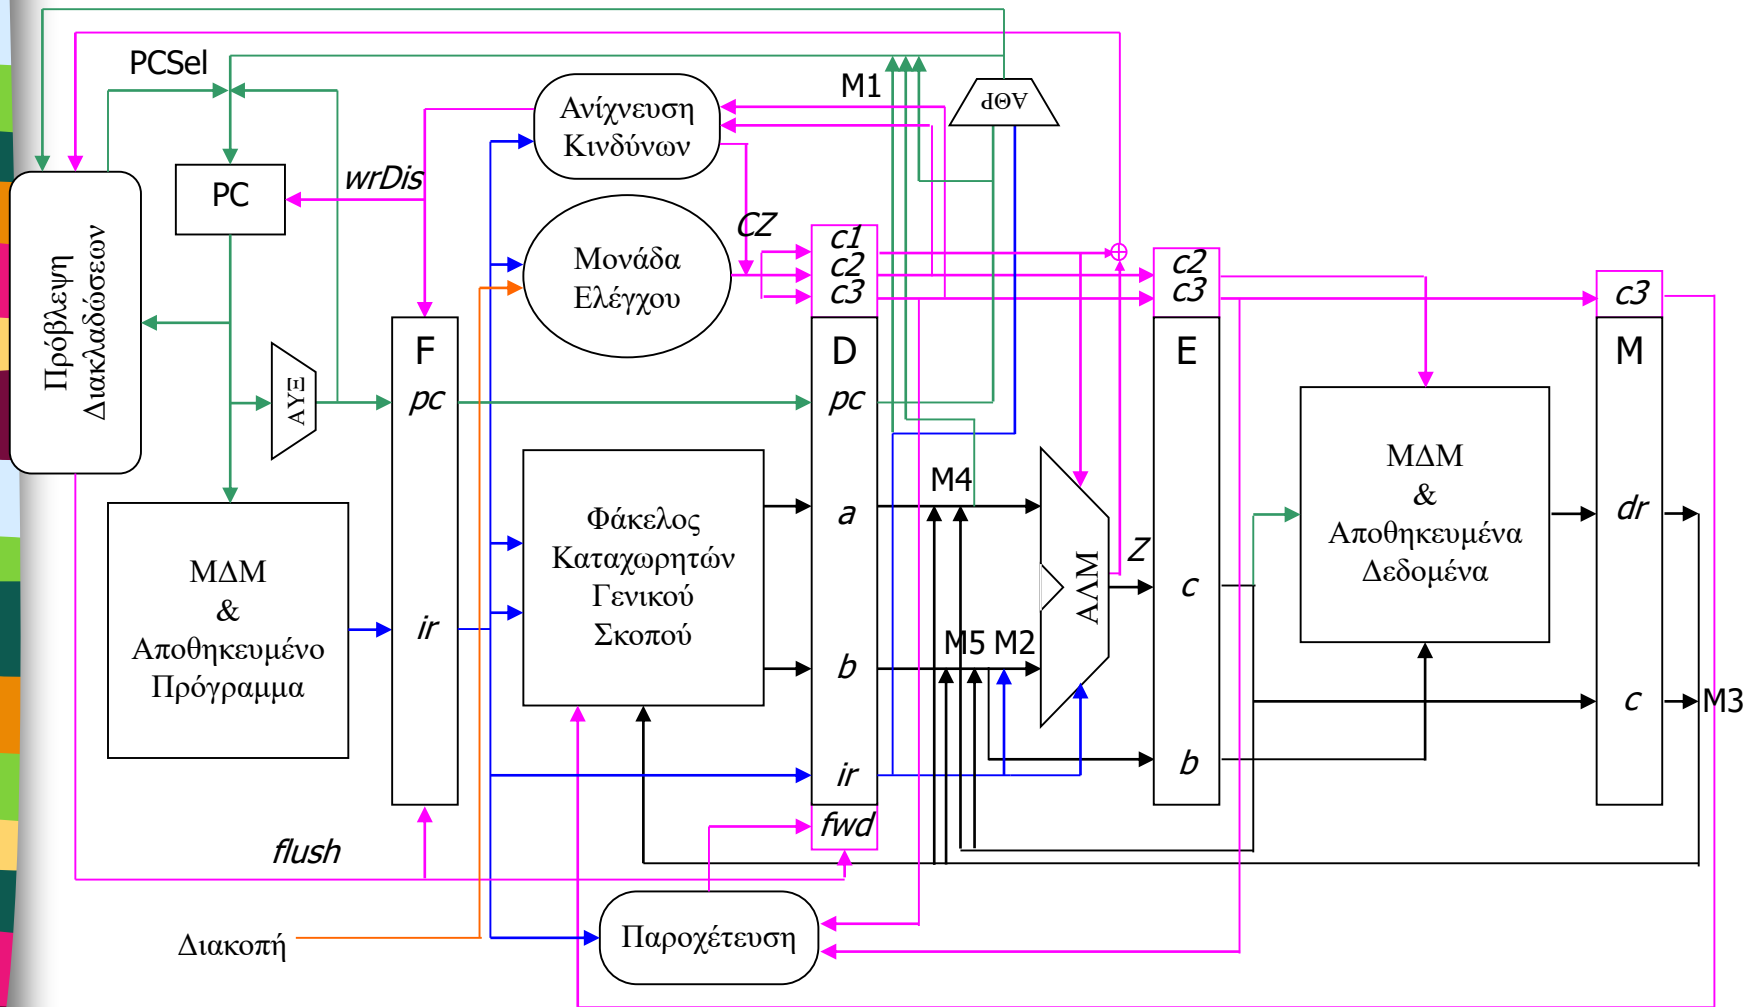 PCSel
M1
ΑΘΡ
Ανίχνευση
Κινδύνων
wrDis
PC
CZ
Πρόβλεψη
Διακλαδώσεων
Μονάδα
Ελέγχου
c1
c2
c3
c2
c3
c3
F
D
E
M
ΑΥΞ
pc
pc
M4
ΜΔΜ
&
Αποθηκευμένα
Δεδομένα
Φάκελος
Καταχωρητών
Γενικού
Σκοπού
a
dr
Z
ΑΛΜ
c
ΜΔΜ
&
Αποθηκευμένο
Πρόγραμμα
ir
M5
M2
b
c
M3
ir
b
fwd
flush
Διακοπή
Παροχέτευση